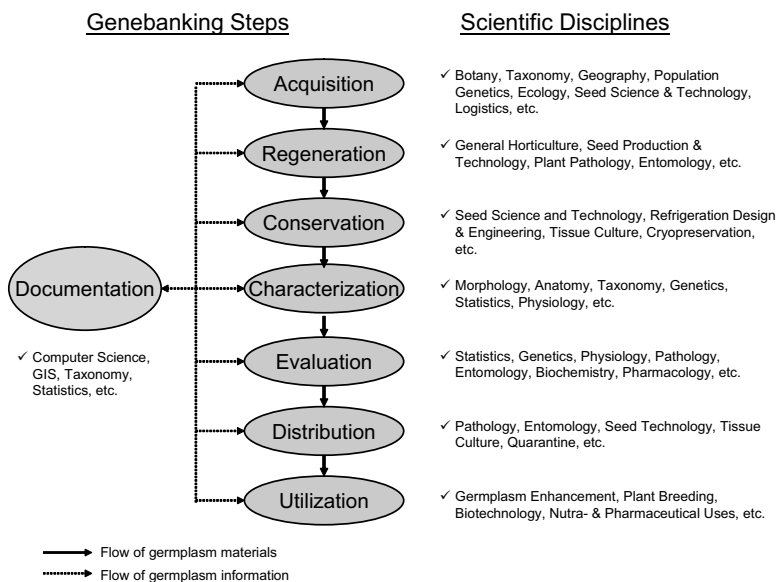 Genebanking Steps
Scientific Disciplines
Acquisition
✓ Botany, Taxonomy, Geography, Population
Genetics, Ecology, Seed Science & Technology,
Logistics, etc.
Regeneration
✓ General Horticulture, Seed Production &
Technology, Plant Pathology, Entomology, etc.
Conservation
✓ Seed Science and Technology, Refrigeration Design
& Engineering, Tissue Culture, Cryopreservation,
etc.
Documentation
✓ Computer Science,
GIS, Taxonomy,
Statistics, etc.
Characterization
✓ Morphology, Anatomy, Taxonomy, Genetics,
Statistics, Physiology, etc.
Evaluation
✓ Statistics, Genetics, Physiology, Pathology,
Entomology, Biochemistry, Pharmacology, etc.
Distribution
✓ Pathology, Entomology, Seed Technology, Tissue
Culture, Quarantine, etc.
Utilization
✓ Germplasm Enhancement, Plant Breeding,
Biotechnology, Nutra- & Pharmaceutical Uses, etc.
Flow of germplasm materials
Flow of germplasm information